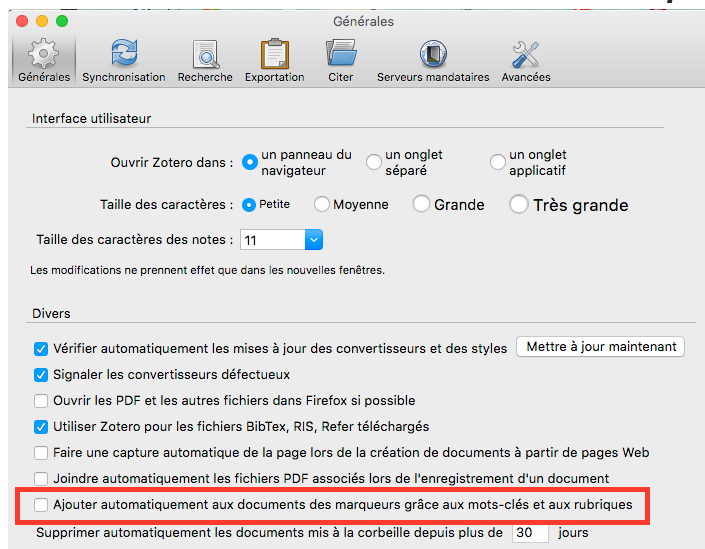 Générales
Générales Synchronisation Recherche Exportation Citer Serveurs mandataires Avancées
Interface utilisateur
Ouvrir Zotero dans : un panneau du navigateur un onglet séparé un onglet applicatif
Taille des caractères : Petite Moyenne Grande Très grande
Taille des caractères des notes : 11
Les modifications ne prennent effet que dans les nouvelles fenêtres.
Divers
Vérifier automatiquement les mises à jour des convertisseurs et des styles Mettre à jour maintenant
Signaler les convertisseurs défectueux
Ouvrir les PDF et les autres fichiers dans Firefox si possible
Utiliser Zotero pour les fichiers BibTex, RIS, Refer téléchargés
Faire une capture automatique de la page lors de la création de documents à partir de pages Web
Joindre automatiquement les fichiers PDF associés lors de l'enregistrement d'un document
Ajouter automatiquement aux documents des marqueurs grâce aux mots-clés et aux rubriques
Supprimer automatiquement les documents mis à la corbeille depuis plus de 30 jours